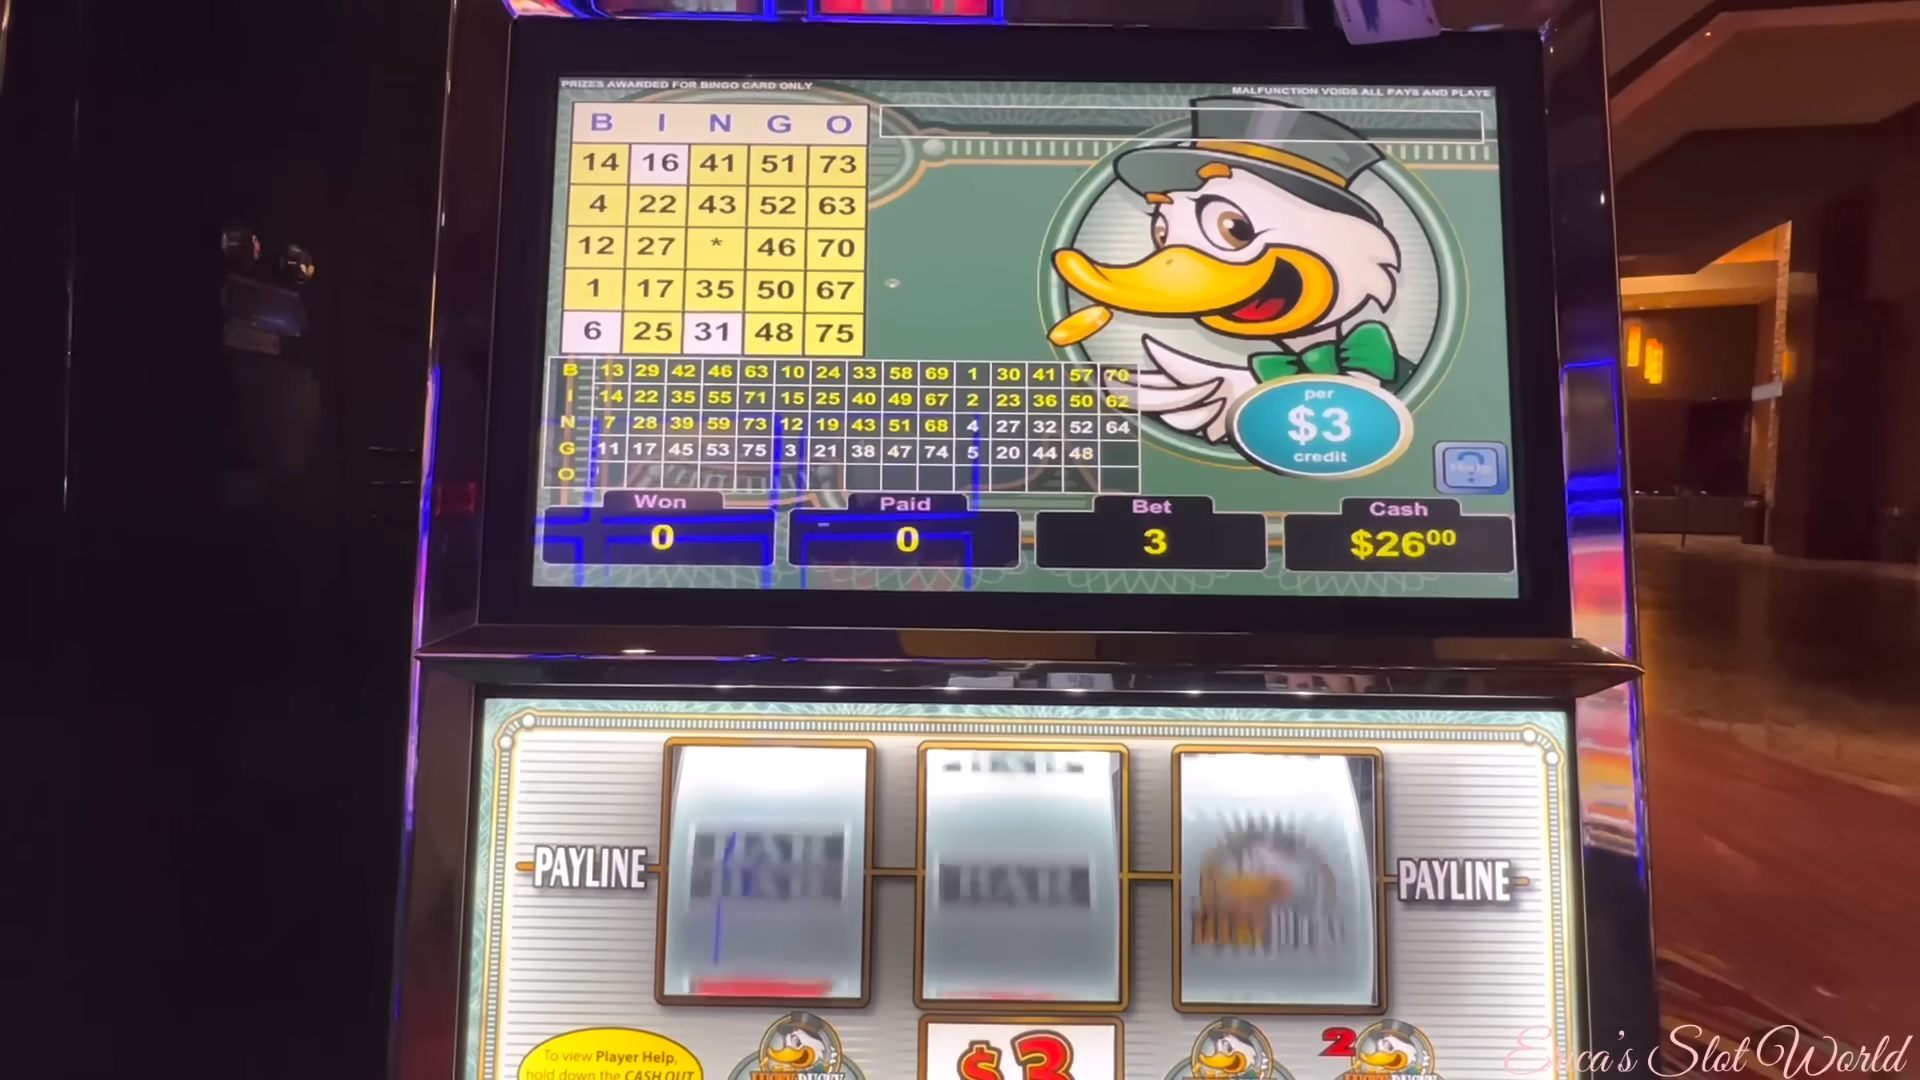 PRIZES AWARDED FOR BINGO CARD ONLY
MALFUNCTION VOIDS ALL PAYS AND PLAYS
B I N G O
14 16 41 51 73
4 22 43 52 63
12 27 * 46 70
1 17 35 50 67
6 25 31 48 75
B 13 29 42 46 63 10 24 33 58 69 1 30 41 57 70
I 14 22 35 55 71 15 25 40 49 67 2 23 36 50 62
N 7 28 39 59 73 12 19 43 51 68 4 27 32 52 64
G 11 17 45 53 75 3 21 38 47 74 5 20 44 48
O
per
$3
credit
Won
Paid
Bet
Cash
0
0
3
$26⁰⁰
PAYLINE
PAYLINE
BAR
To view Player Help,
hold down the CASH OUT
$3
2
Erica's Slot World